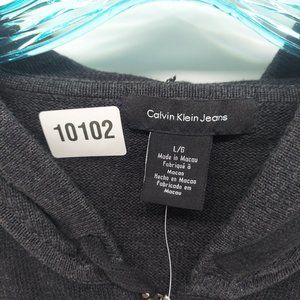 10102
Calvin Klein Jeans
L/G
Made in Macau
Fabriqué à
Macao
Hecho en Macao
Fabricado em
Macau